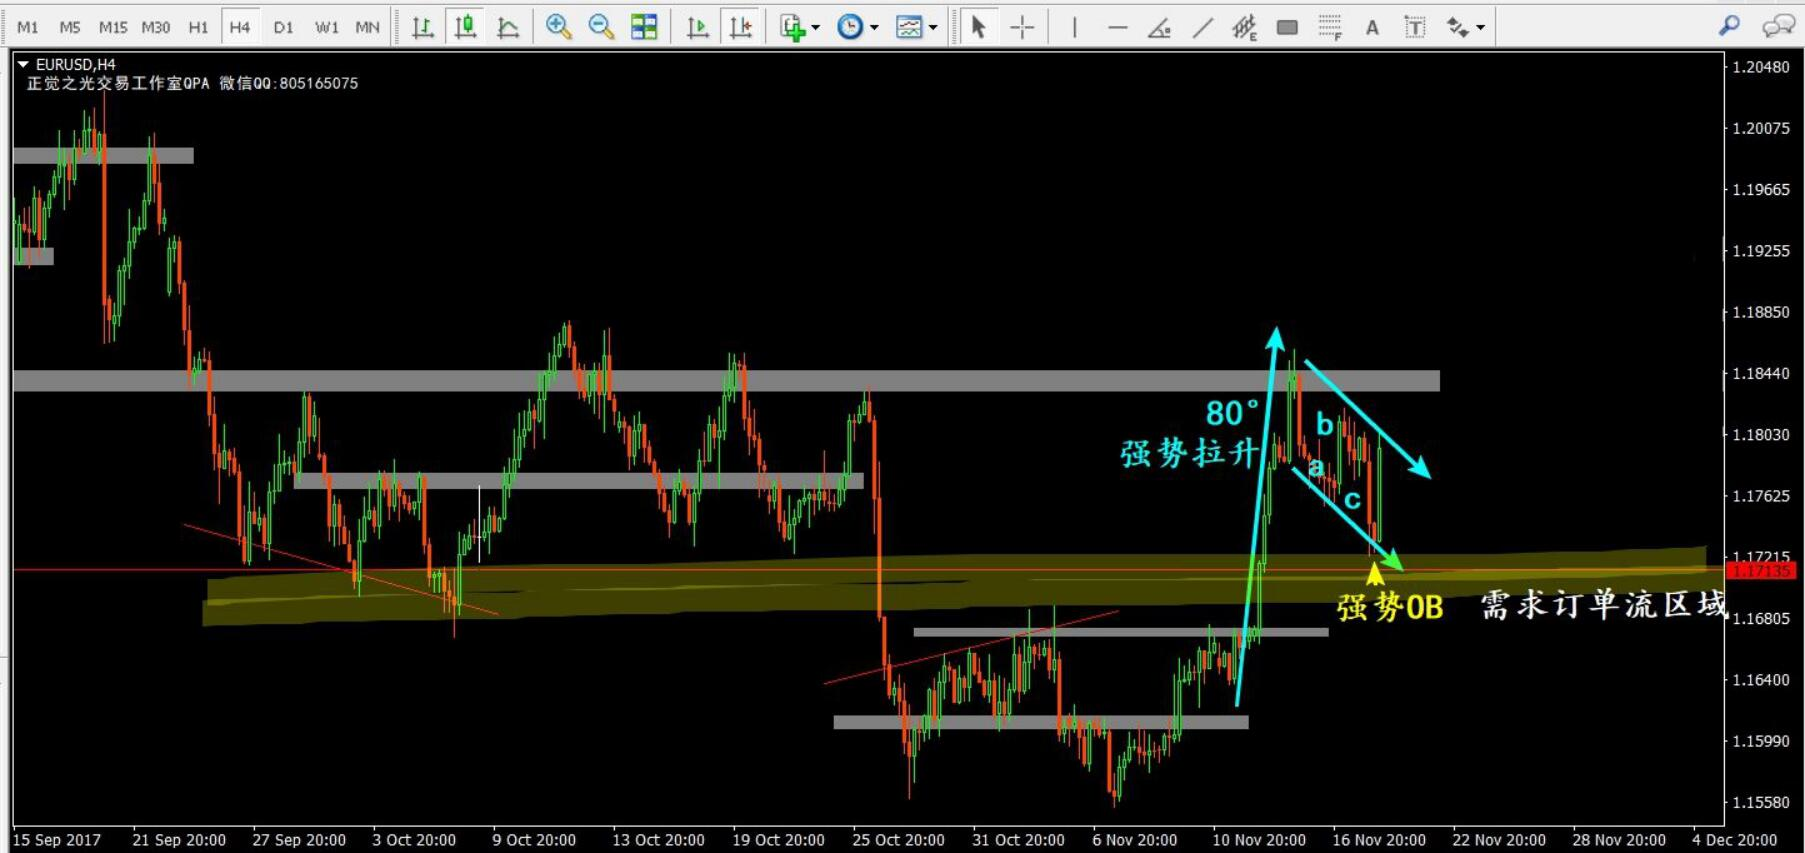 M1 M5 M15 M30 H1 H4 D1 W1 MN
E F A T
EURUSD,H4
正觉之光交易工作室QPA 微信QQ:805165075
1.20480
1.20075
1.19665
1.19255
1.18850
1.18440
1.18030
1.17625
1.17215
1.17135
1.16805
1.16400
1.15990
1.15580
80°
强势拉升
b
a
c
强势OB 需求订单流区域
15 Sep 2017 21 Sep 20:00 27 Sep 20:00 3 Oct 20:00 9 Oct 20:00 13 Oct 20:00 19 Oct 20:00 25 Oct 20:00 31 Oct 20:00 6 Nov 20:00 10 Nov 20:00 16 Nov 20:00 22 Nov 20:00 28 Nov 20:00 4 Dec 20:00